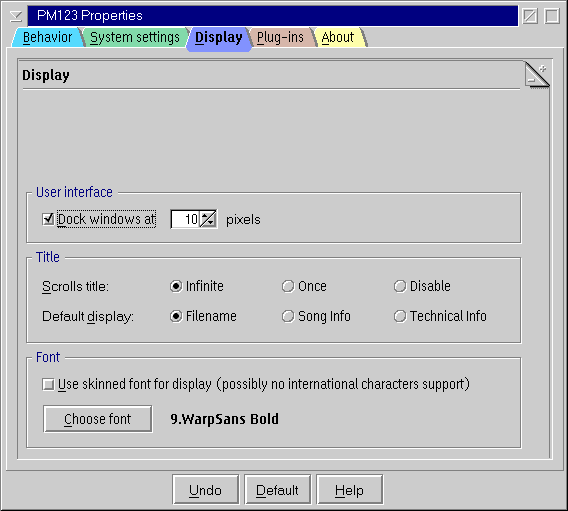 PM123 Properties
Behavior System settings Display Plug-ins About
Display
User interface
Dock windows at 10 pixels
Title
Scrolls title: Infinite Once Disable
Default display: Filename Song Info Technical Info
Font
Use skinned font for display (possibly no international characters support)
Choose font 9.WarpSans Bold
Undo Default Help